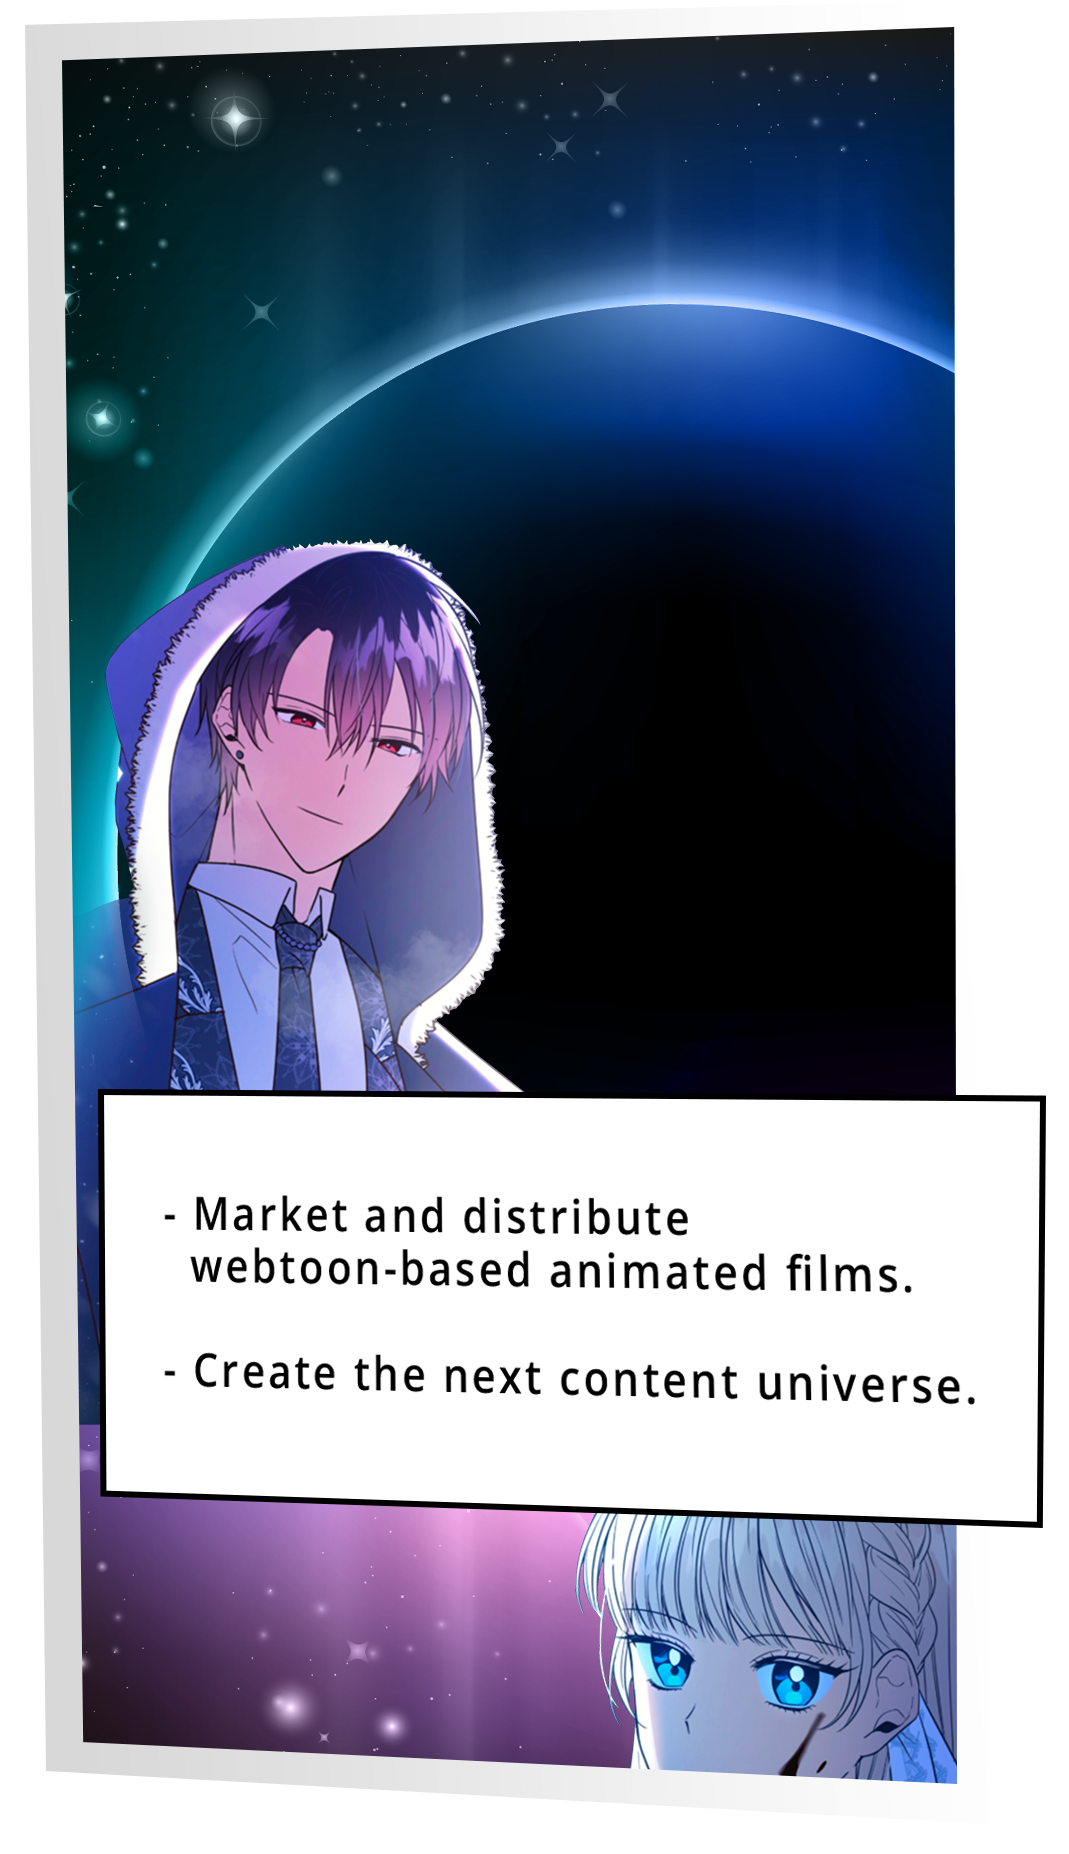 - Market and distribute
webtoon-based animated films.
- Create the next content universe.